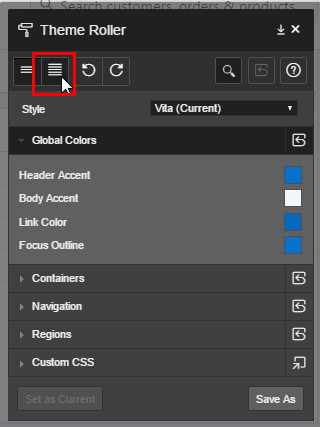 Search customers, orders & products
Theme Roller
Style
Vita (Current)
Global Colors
Header Accent
Body Accent
Link Color
Focus Outline
Containers
Navigation
Regions
Custom CSS
Set as Current
Save As